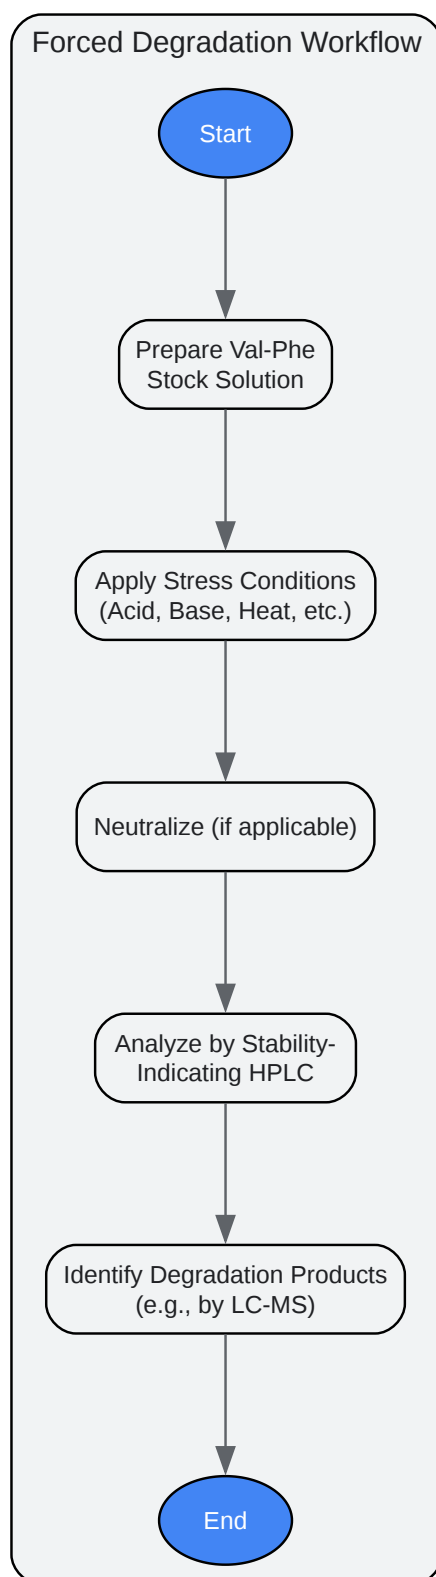 Forced Degradation Workflow
Start
Prepare Val-Phe
Stock Solution
Apply Stress Conditions
(Acid, Base, Heat, etc.)
Neutralize (if applicable)
Analyze by Stability-
Indicating HPLC
Identify Degradation Products
(e.g., by LC-MS)
End